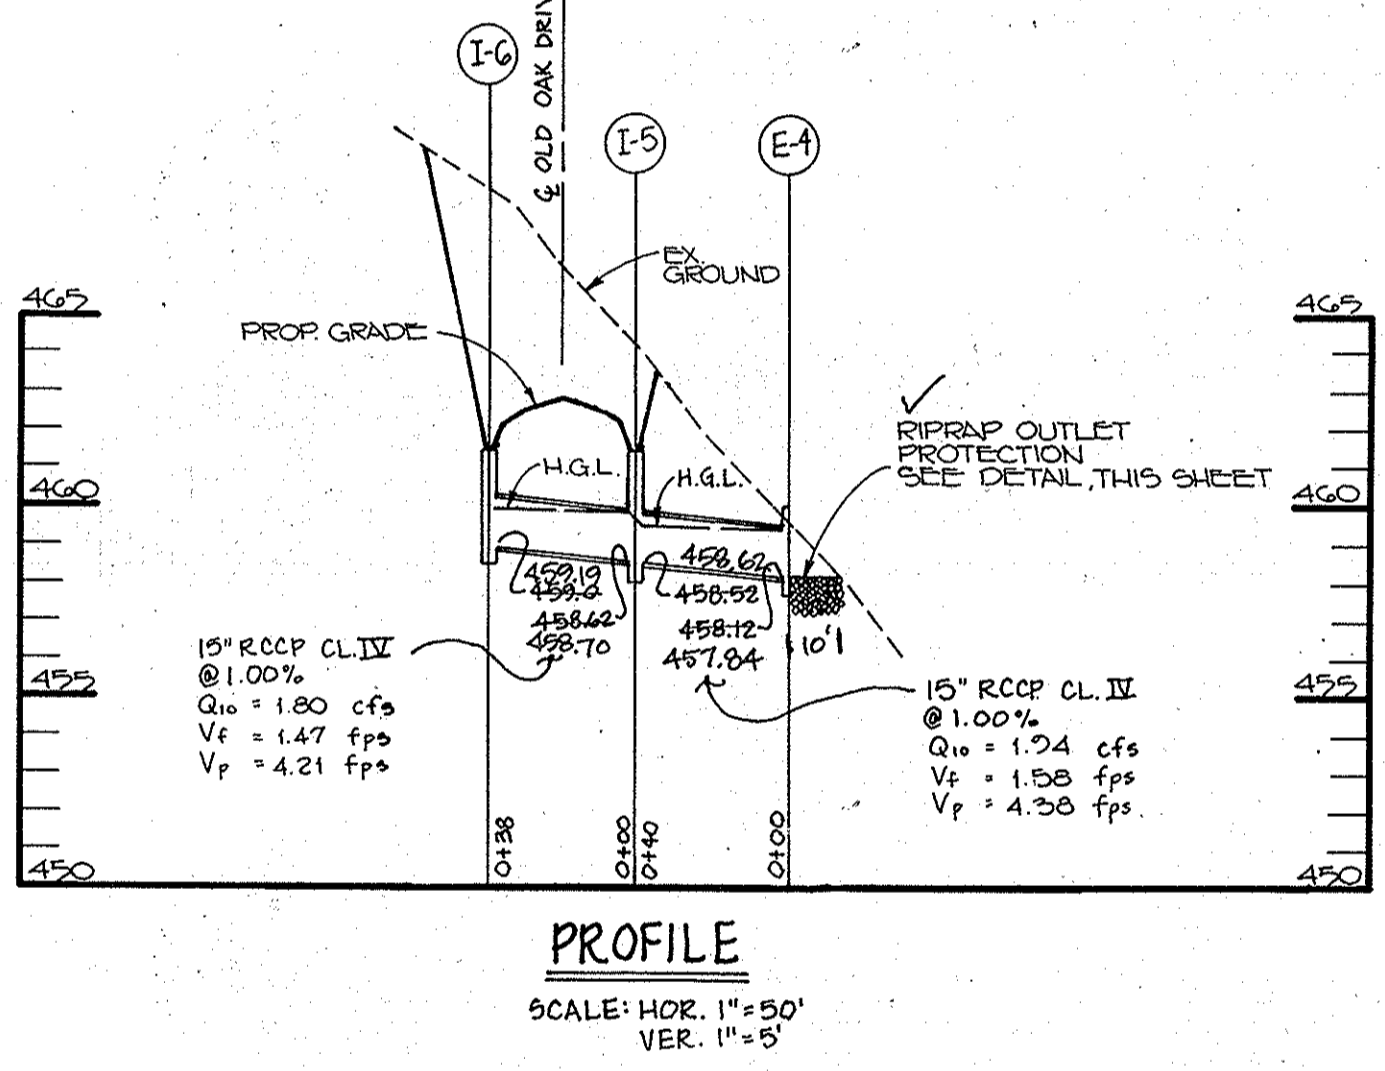 I-6
℄ OLD OAK DRIV
I-5
E-4
EX.
GROUND
465
465
PROP. GRADE
RIPRAP OUTLET
PROTECTION
SEE DETAIL, THIS SHEET
H.G.L.
H.G.L.
460
460
459.19
459.0
458.62
458.70
458.62
458.52
458.12
457.84
10'
15" RCCP CL. IV
@ 1.00%
Q10 = 1.80 cfs
Vf = 1.47 fps
Vp = 4.21 fps
15" RCCP CL. IV
@ 1.00%
Q10 = 1.94 cfs
Vf = 1.58 fps
Vp = 4.38 fps.
455
455
0+38
0+00
0+40
0+00
450
450
PROFILE
SCALE: HOR. 1"=50'
VER. 1"=5'